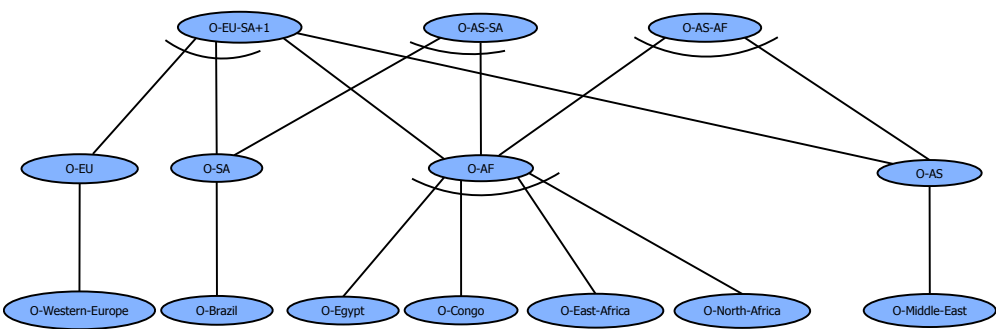 O-EU-SA+1
O-AS-SA
O-AS-AF
O-EU
O-SA
O-AF
O-AS
O-Western-Europe
O-Brazil
O-Egypt
O-Congo
O-East-Africa
O-North-Africa
O-Middle-East